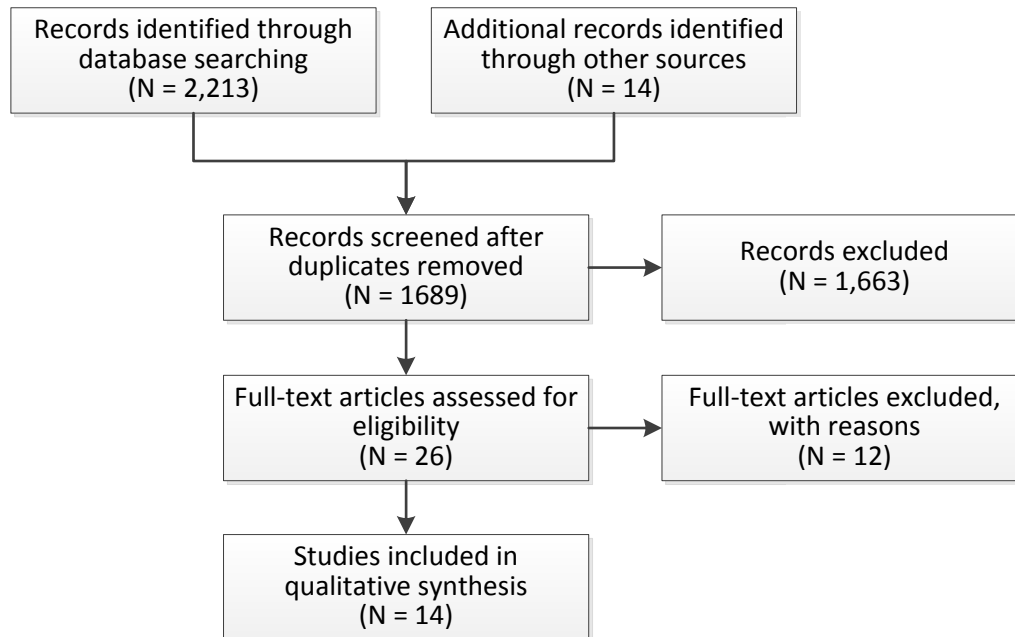 Records identified through
database searching
(N = 2,213)
Additional records identified
through other sources
(N = 14)
Records screened after
duplicates removed
(N = 1689)
Records excluded
(N = 1,663)
Full-text articles assessed for
eligibility
(N = 26)
Full-text articles excluded,
with reasons
(N = 12)
Studies included in
qualitative synthesis
(N = 14)